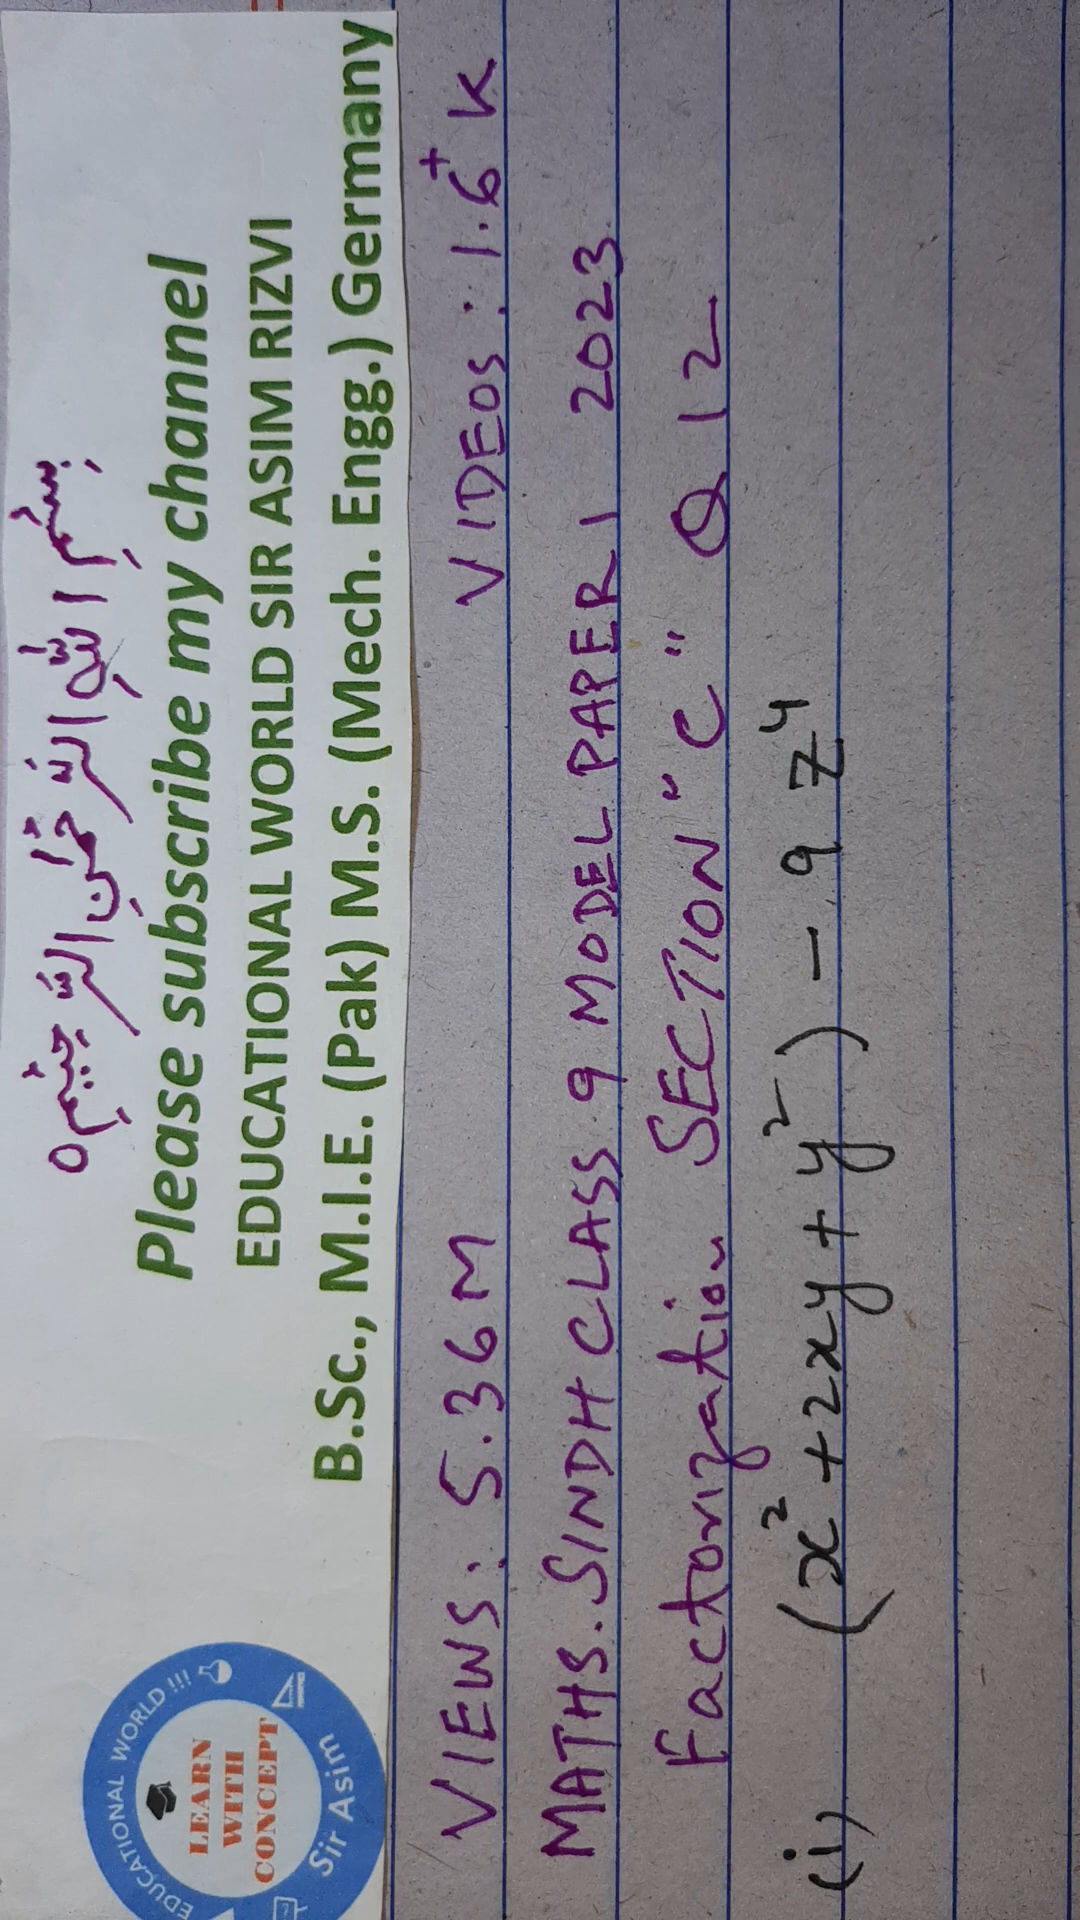 بِسْمِ اللّٰهِ الرَّحْمٰنِ الرَّحِيْمِ ○
Please subscribe my channel
EDUCATIONAL WORLD SIR ASIM RIZVI
B.Sc., M.I.E. (Pak) M.S. (Mech. Engg.) Germany
EDUCATIONAL WORLD !!!
LEARN
WITH
CONCEPT
Sir Asim
VIEWS: 5.36M VIDEOS: 1.6⁺K
MATHS. SINDH CLASS 9 MODEL PAPER 1 2023
Factorization SECTION "C" Q 12
(i) (x² + 2xy + y²) - 9z⁴